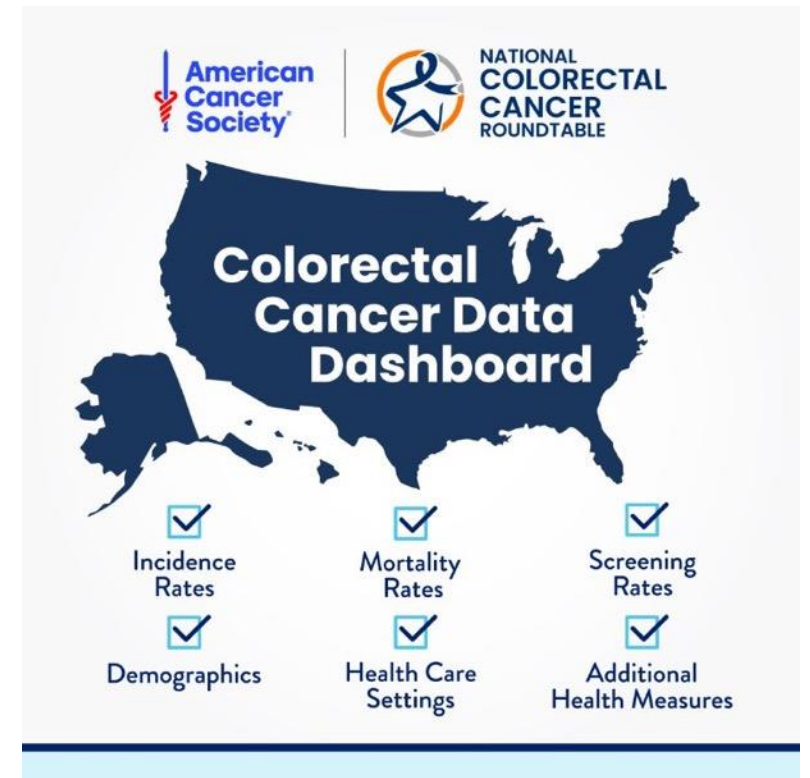 American
Cancer
Society®
NATIONAL
COLORECTAL
CANCER
ROUNDTABLE
Colorectal
Cancer Data
Dashboard
Incidence
Rates
Mortality
Rates
Screening
Rates
Demographics
Health Care
Settings
Additional
Health Measures